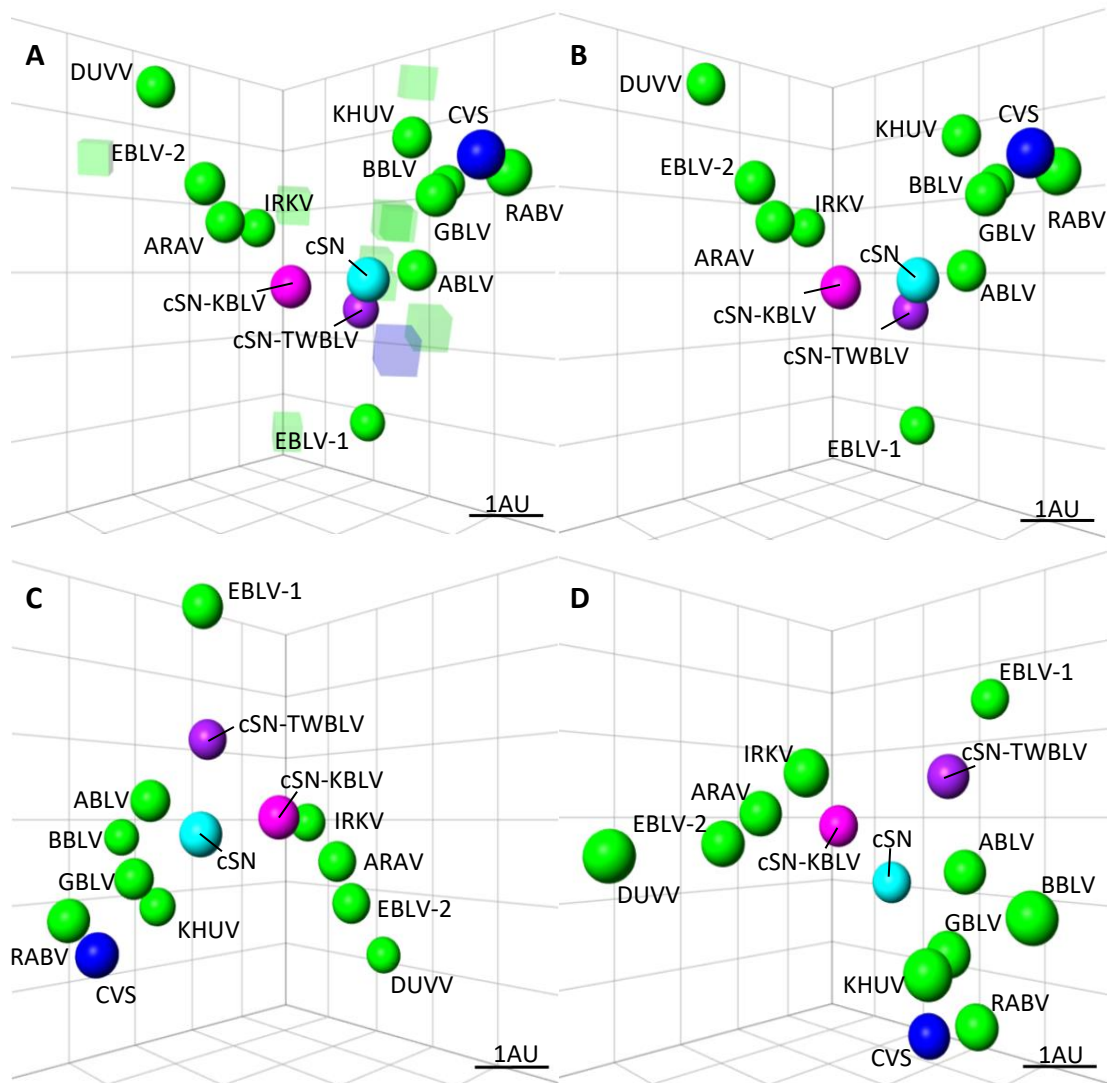 A
DUVV
KHUV
CVS
EBLV-2
BBLV
IRKV
RABV
GBLV
ARAV
cSN
ABLV
cSN-KBLV
cSN-TWBLV
EBLV-1
1AU
B
DUVV
CVS
KHUV
EBLV-2
BBLV
IRKV
RABV
GBLV
ARAV
cSN
ABLV
cSN-KBLV
cSN-TWBLV
EBLV-1
1AU
C
EBLV-1
cSN-TWBLV
cSN-KBLV
ABLV
IRKV
BBLV
cSN
ARAV
GBLV
EBLV-2
KHUV
RABV
DUVV
CVS
1AU
D
EBLV-1
IRKV
cSN-TWBLV
ARAV
EBLV-2
cSN
ABLV
cSN-KBLV
BBLV
DUVV
GBLV
KHUV
RABV
CVS
1AU